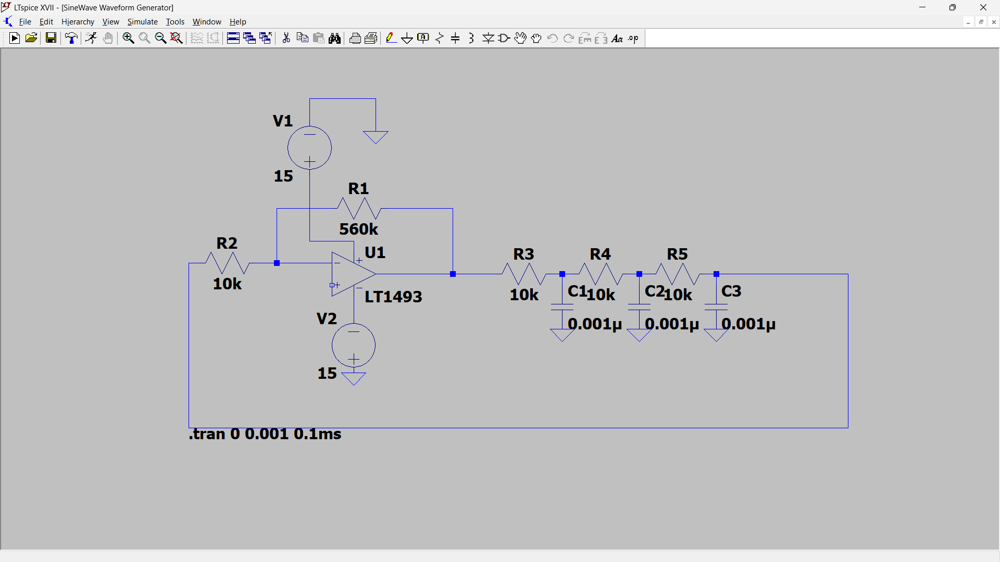 LTspice XVII - [SineWave Waveform Generator]
File Edit Hierarchy View Simulate Tools Window Help
Aa .op
V1
15
R1
560k
R2
10k
U1
LT1493
V2
15
R3
10k
R4
10k
R5
10k
C1
0.001µ
C2
0.001µ
C3
0.001µ
.tran 0 0.001 0.1ms